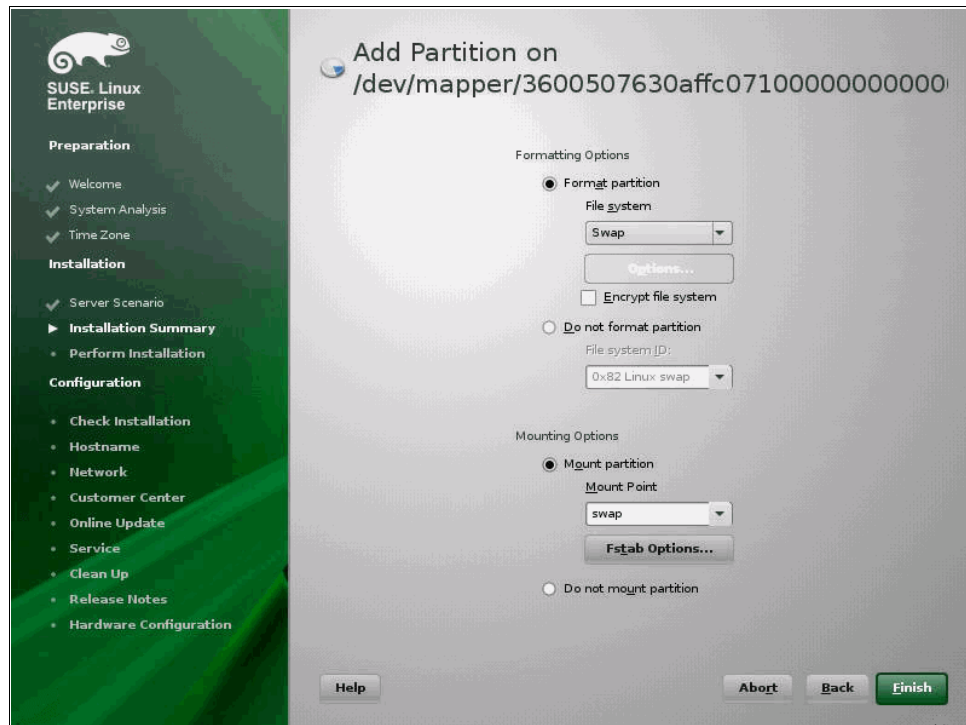 SUSE. Linux
Enterprise
Preparation
Welcome
System Analysis
Time Zone
Installation
Server Scenario
Installation Summary
Perform Installation
Configuration
Check Installation
Hostname
Network
Customer Center
Online Update
Service
Clean Up
Release Notes
Hardware Configuration
Add Partition on
/dev/mapper/3600507630affc07100000000000
Formatting Options
Format partition
File system
Swap
Options...
Encrypt file system
Do not format partition
File system ID:
0x82 Linux swap
Mounting Options
Mount partition
Mount Point
swap
Fstab Options...
Do not mount partition
Help
Abort
Back
Finish